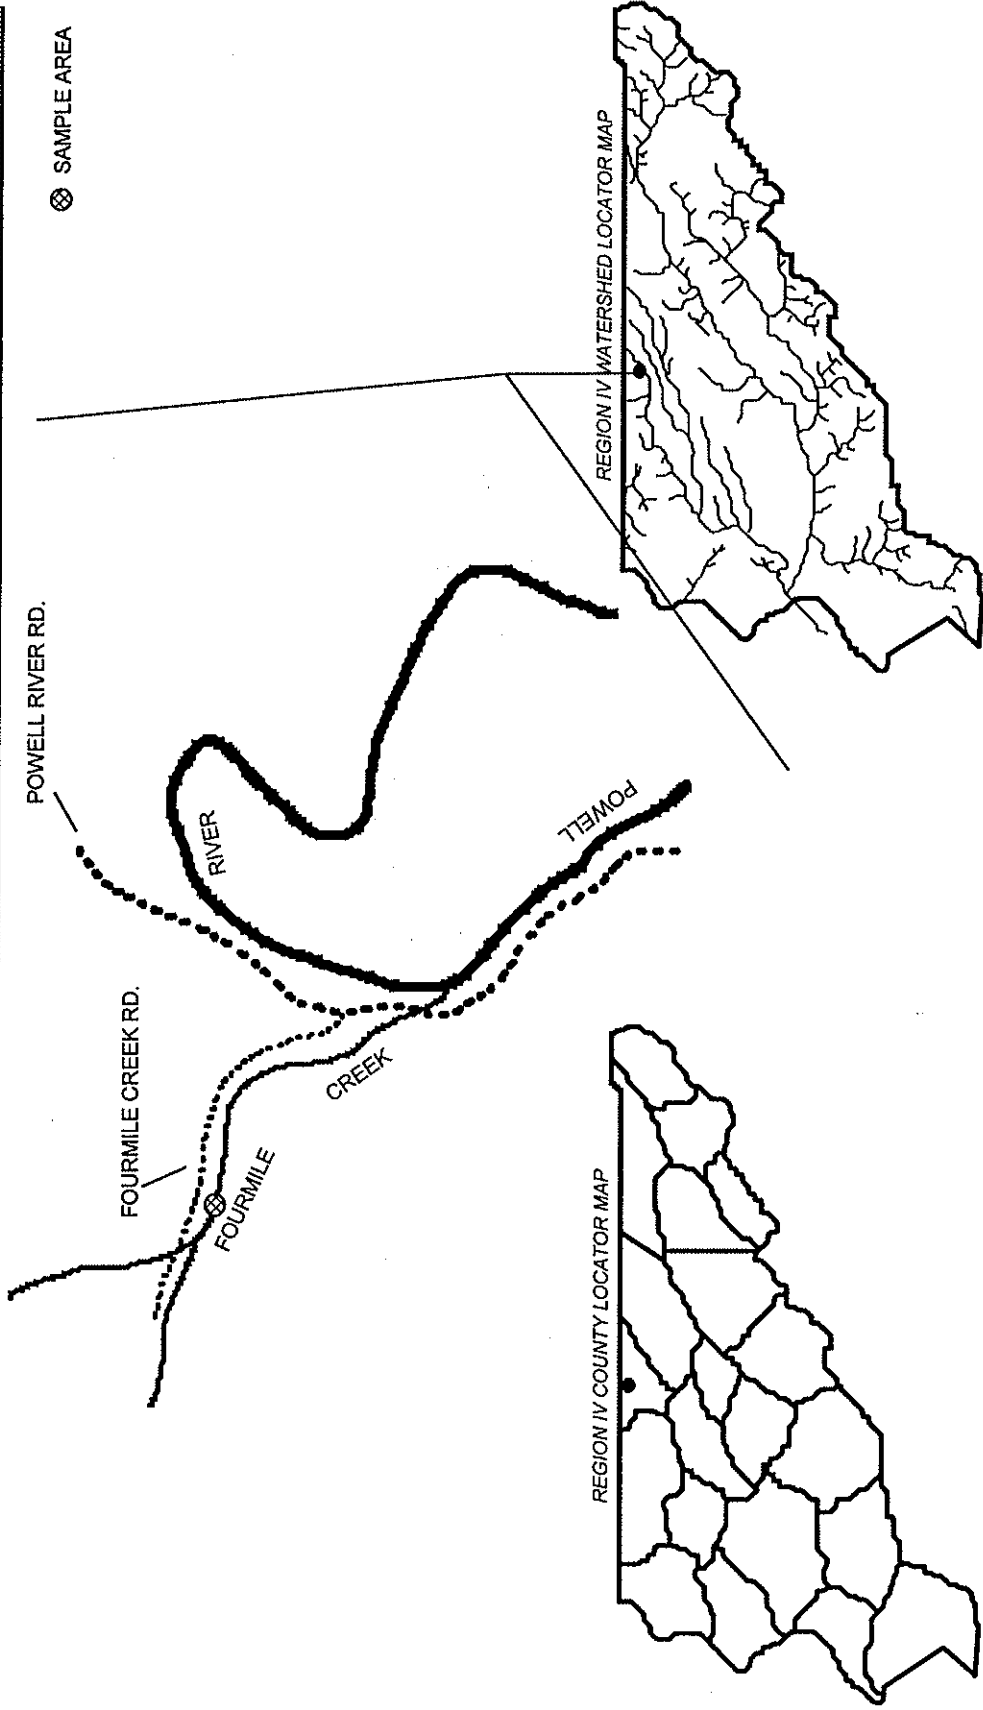 SAMPLE AREA
POWELL RIVER RD.
FOURMILE CREEK RD.
RIVER
POWELL
CREEK
FOURMILE
REGION IV COUNTY LOCATOR MAP
REGION IV WATERSHED LOCATOR MAP